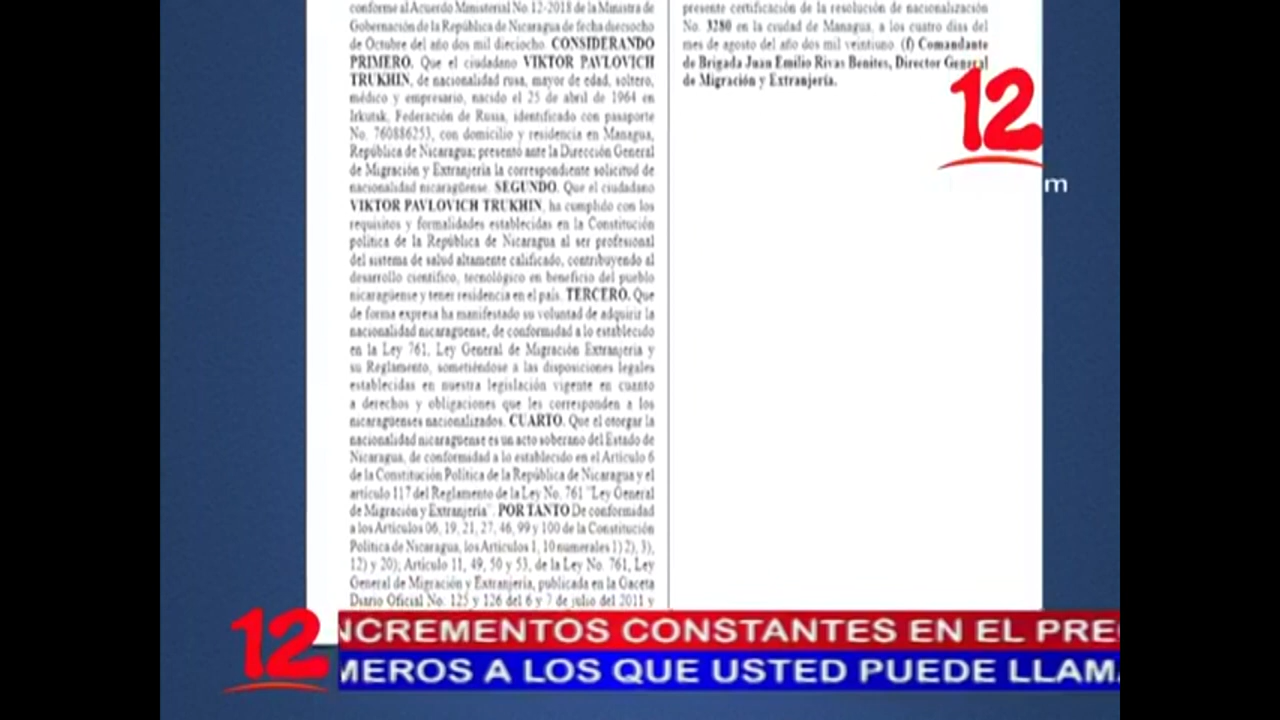 conforme al Acuerdo Ministerial No. 12-2018 de la Ministra de
Gobernación de la República de Nicaragua de fecha dieciocho
de Octubre del año dos mil dieciocho. CONSIDERANDO
PRIMERO. Que el ciudadano VIKTOR PAVLOVICH
TRUKHIN, de nacionalidad rusa, mayor de edad, soltero,
médico y empresario, nacido el 25 de abril de 1964 en
Irkutsk, Federación de Rusia, identificado con pasaporte
No. 760886253, con domicilio y residencia en Managua,
República de Nicaragua; presentó ante la Dirección General
de Migración y Extranjería la correspondiente solicitud de
nacionalidad nicaragüense. SEGUNDO. Que el ciudadano
VIKTOR PAVLOVICH TRUKHIN, ha cumplido con los
requisitos y formalidades establecidas en la Constitución
política de la República de Nicaragua al ser profesional
del sistema de salud altamente calificado, contribuyendo al
desarrollo científico, tecnológico en beneficio del pueblo
nicaragüense y tener residencia en el país. TERCERO. Que
de forma expresa ha manifestado su voluntad de adquirir la
nacionalidad nicaragüense, de conformidad a lo establecido
en la Ley 761, Ley General de Migración Extranjería y
su Reglamento, sometiéndose a las disposiciones legales
establecidas en nuestra legislación vigente en cuanto
a derechos y obligaciones que les corresponden a los
nicaragüenses nacionalizados. CUARTO. Que el otorgar la
nacionalidad nicaragüense es un acto soberano del Estado de
Nicaragua, de conformidad a lo establecido en el Artículo 6
de la Constitución Política de la República de Nicaragua y el
artículo 117 del Reglamento de la Ley No. 761 "Ley General
de Migración y Extranjería". POR TANTO De conformidad
a los Artículos 06, 19, 21, 27, 46, 99 y 100 de la Constitución
Política de Nicaragua, los Artículos 1, 10 numerales 1) 2), 3),
12) y 20); Artículo 11, 49, 50 y 53, de la Ley No. 761, Ley
General de Migración y Extranjería, publicada en la Gaceta
Diario Oficial No. 125 y 126 del 6 y 7 de julio del 2011 y
presente certificación de la resolución de nacionalización
No. 3280 en la ciudad de Managua, a los cuatro días del
mes de agosto del año dos mil veintiuno. (f) Comandante
de Brigada Juan Emilio Rivas Benites, Director General
de Migración y Extranjería.
12
m
12
NCREMENTOS CONSTANTES EN EL PRE
MEROS A LOS QUE USTED PUEDE LLAMA